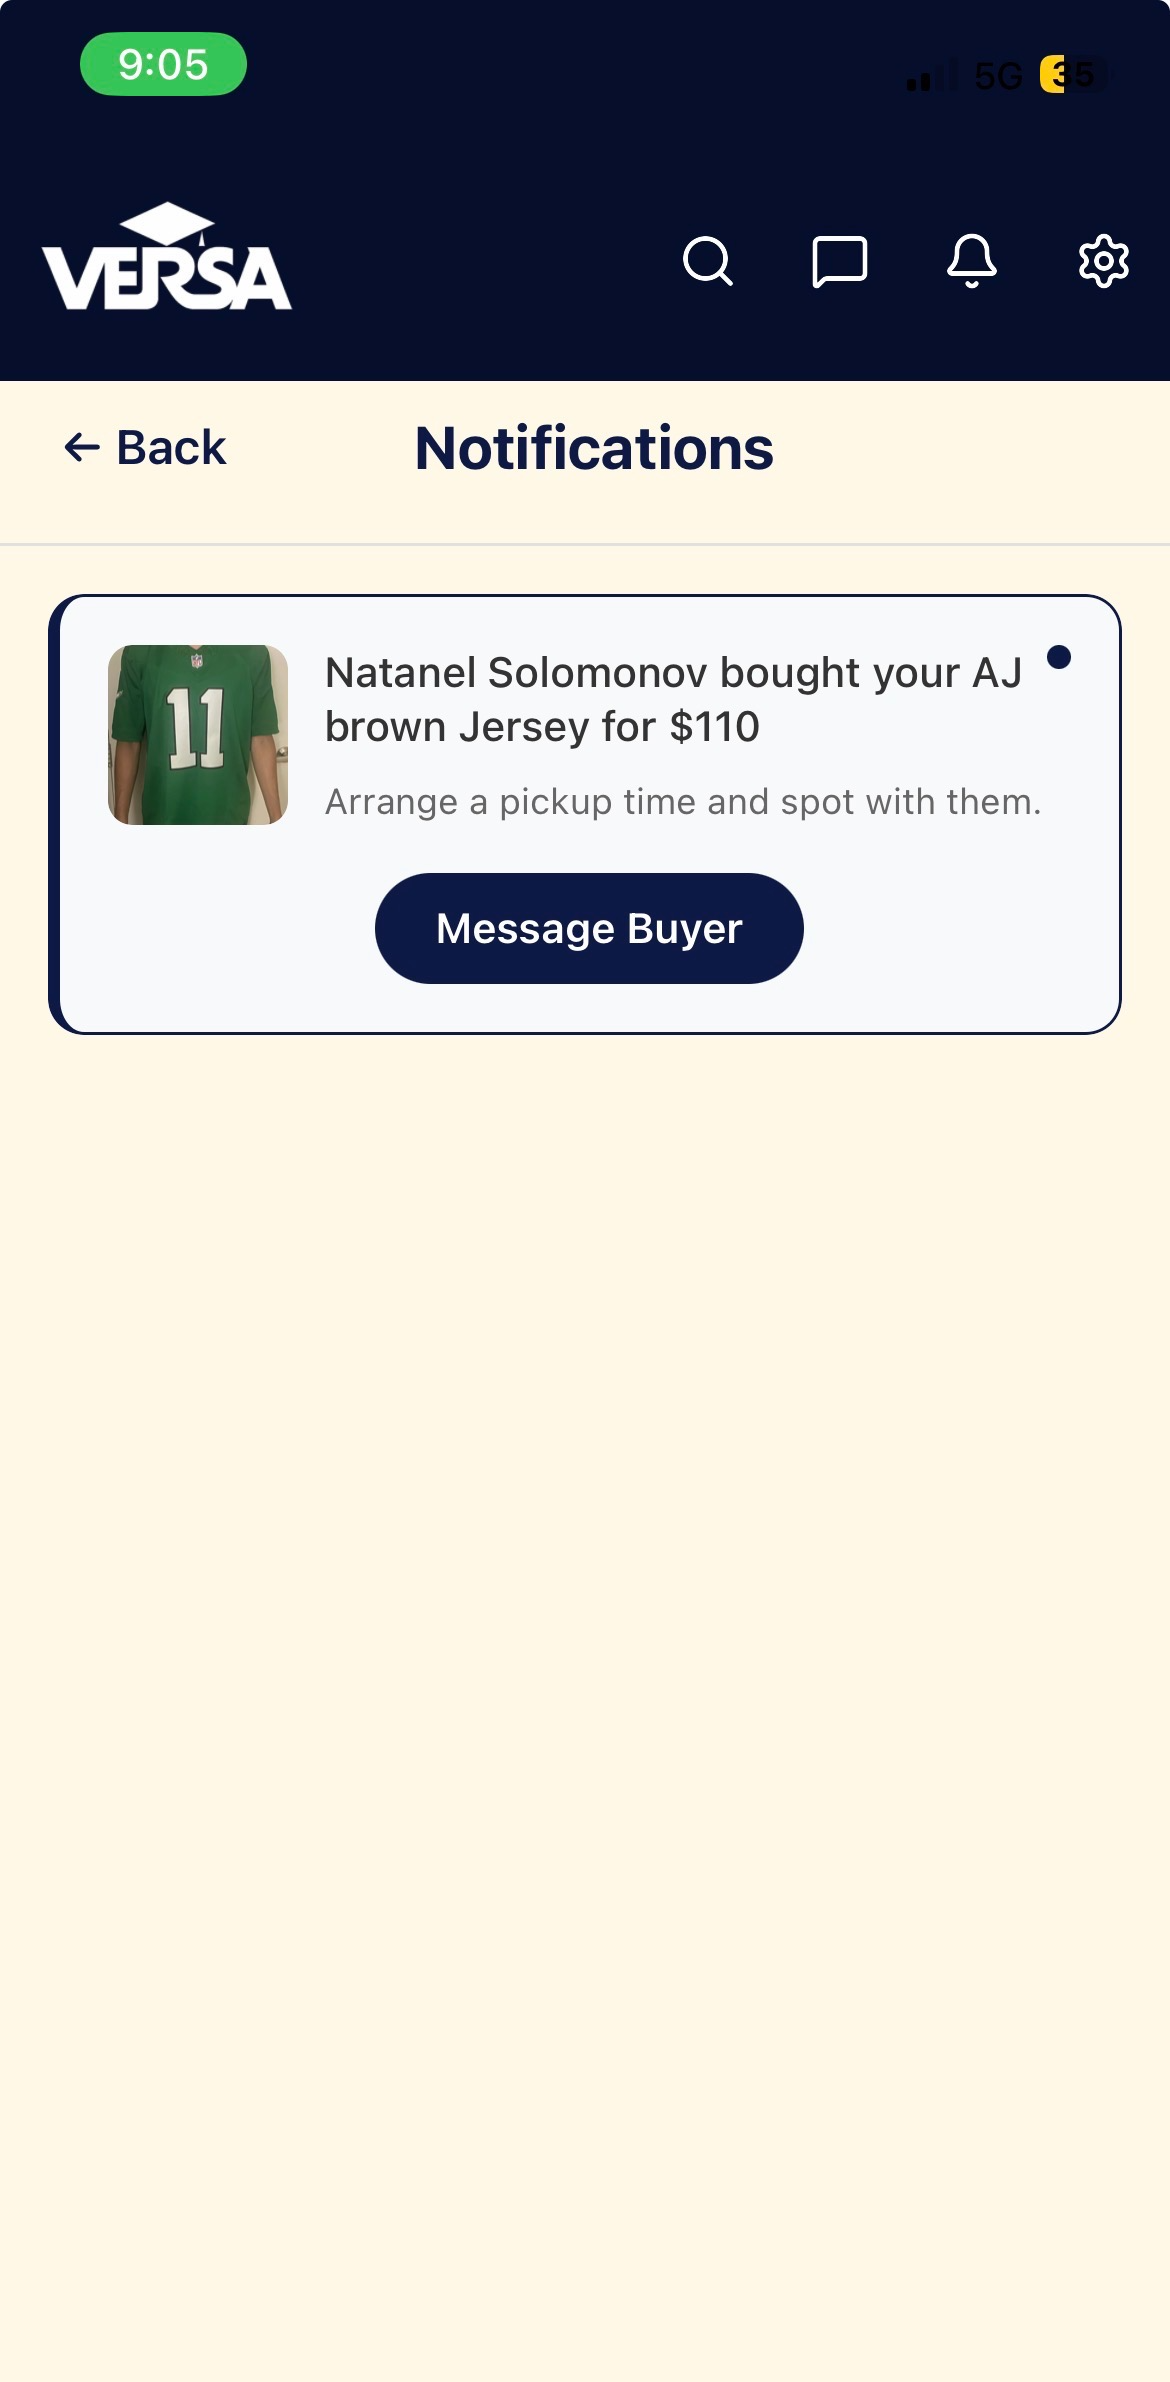 9:05
5G 35
VERSA
← Back
Notifications
11
Natanel Solomonov bought your AJ
brown Jersey for $110
Arrange a pickup time and spot with them.
Message Buyer